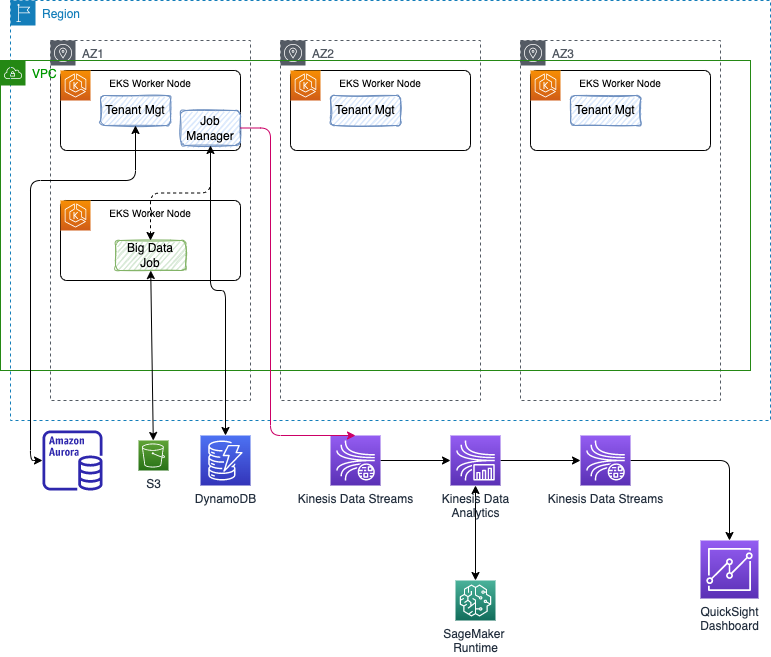 Region
AZ1
AZ2
AZ3
VPC
EKS Worker Node
EKS Worker Node
EKS Worker Node
Tenant Mgt
Job
Manager
Tenant Mgt
Tenant Mgt
EKS Worker Node
Big Data
Job
Amazon
Aurora
S3
DynamoDB
Kinesis Data Streams
Kinesis Data
Analytics
Kinesis Data Streams
QuickSight
Dashboard
SageMaker
Runtime